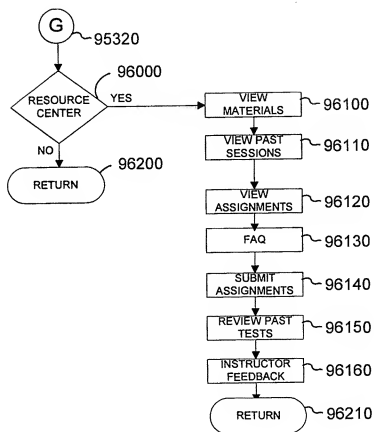 G
95320
96000
RESOURCE
CENTER
YES
NO
96200
RETURN
VIEW
MATERIALS
96100
VIEW PAST
SESSIONS
96110
VIEW
ASSIGNMENTS
96120
FAQ
96130
SUBMIT
ASSIGNMENTS
96140
REVIEW PAST
TESTS
96150
INSTRUCTOR
FEEDBACK
96160
RETURN
96210